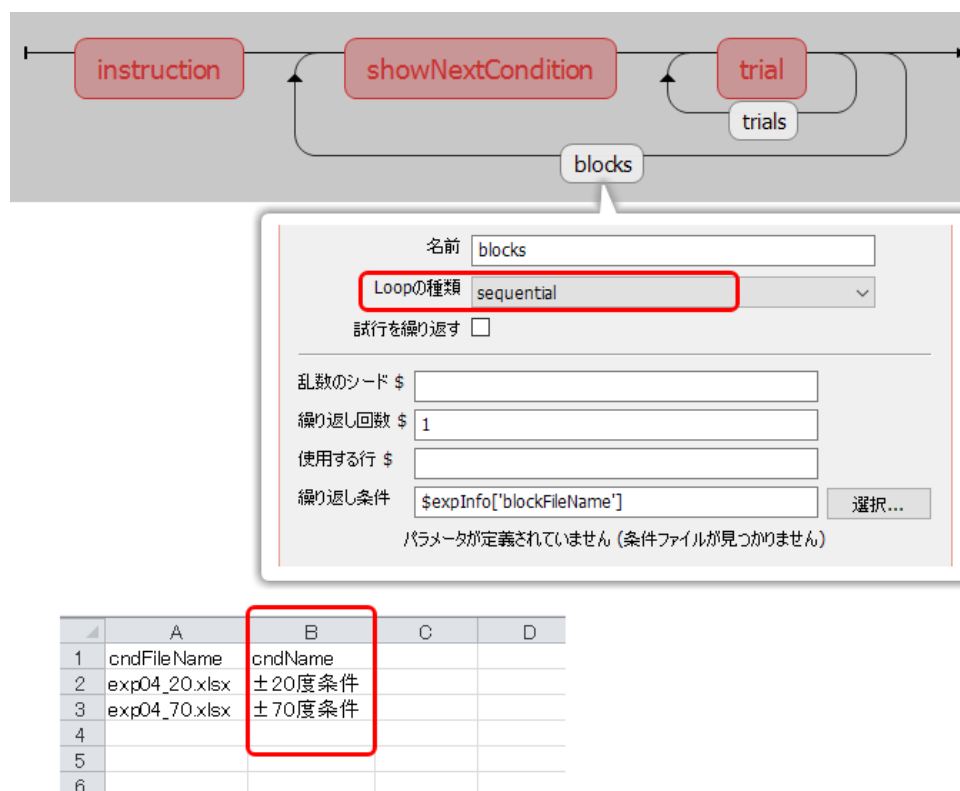 instruction showNextCondition trial
trials
blocks
名前 blocks
Loopの種類 sequential
試行を繰り返す
乱数のシード $
繰り返し回数 $ 1
使用する行 $
繰り返し条件 $expInfo['blockFileName'] 選択...
パラメータが定義されていません (条件ファイルが見つかりません)
A B C D
1 cndFileName cndName
2 exp04_20.xlsx ±20度条件
3 exp04_70.xlsx ±70度条件
4
5
6